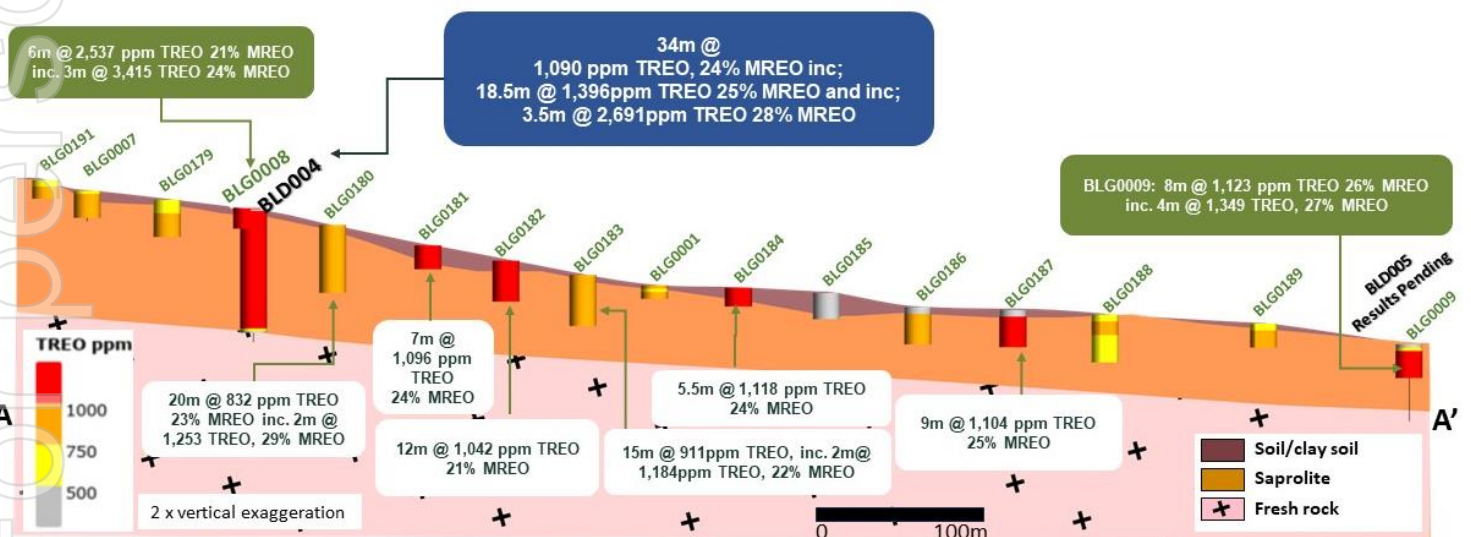 6m @ 2,537 ppm TREO 21% MREO
inc. 3m @ 3,415 TREO 24% MREO
34m @
1,090 ppm TREO, 24% MREO inc;
18.5m @ 1,396ppm TREO 25% MREO and inc;
3.5m @ 2,691ppm TREO 28% MREO
BLG0009: 8m @ 1,123 ppm TREO 26% MREO
inc. 4m @ 1,349 TREO, 27% MREO
BLG0191
BLG0007
BLG0179
BLG0008
BLD004
BLG0180
BLG0181
BLG0182
BLG0183
BLG0001
BLG0184
BLG0185
BLG0186
BLG0187
BLG0188
BLG0189
BLD005
Results Pending
BLG0009
7m @
1,096 ppm
TREO
24% MREO
20m @ 832 ppm TREO
23% MREO inc. 2m @
1,253 TREO, 29% MREO
12m @ 1,042 ppm TREO
21% MREO
15m @ 911ppm TREO, inc. 2m@
1,184ppm TREO, 22% MREO
5.5m @ 1,118 ppm TREO
24% MREO
9m @ 1,104 ppm TREO
25% MREO
TREO ppm
1000
750
500
A
A'
2 x vertical exaggeration
0 100m
Soil/clay soil
Saprolite
Fresh rock